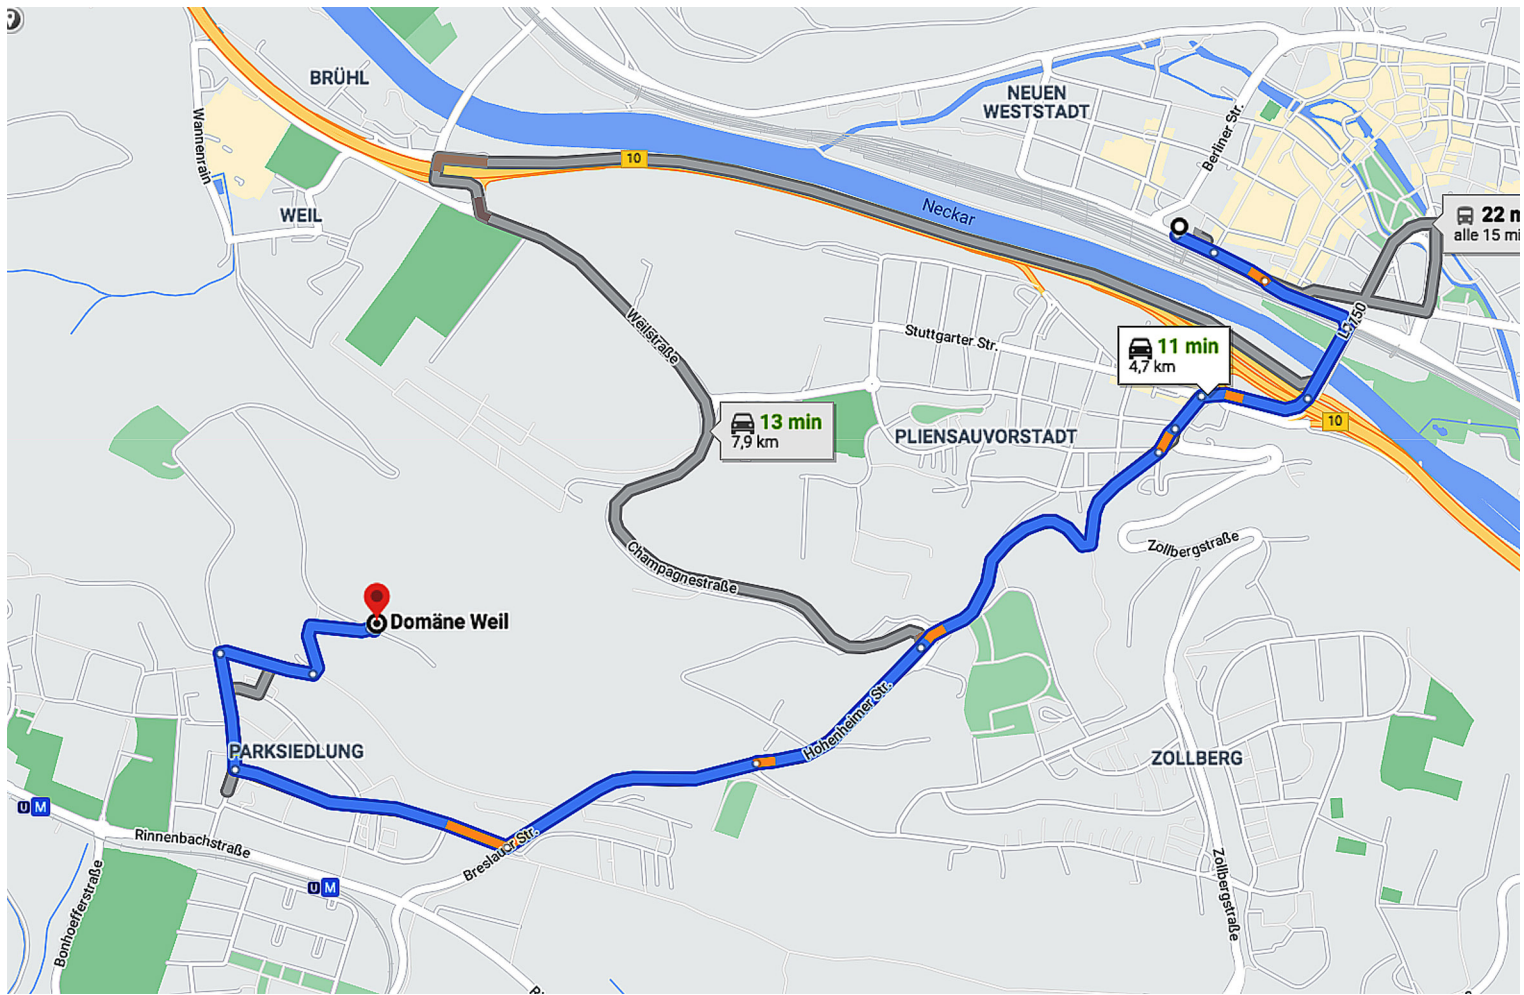 BRÜHL
NEUEN
WESTSTADT
Berliner Str.
Wannenrain
10
WEIL
Neckar
22 m
alle 15 mi
Weilstraße
Stuttgarter Str.
11 min
4,7 km
13 min
7,9 km
10
PLIENSAUVORSTADT
Champagnestraße
Zollbergstraße
Domäne Weil
Hohenheimer Str.
PARKSIEDLUNG
ZOLLBERG
U M
Rinnenbachstraße
Breslauer Str.
U M
Bonhoefferstraße
Zollbergstraße